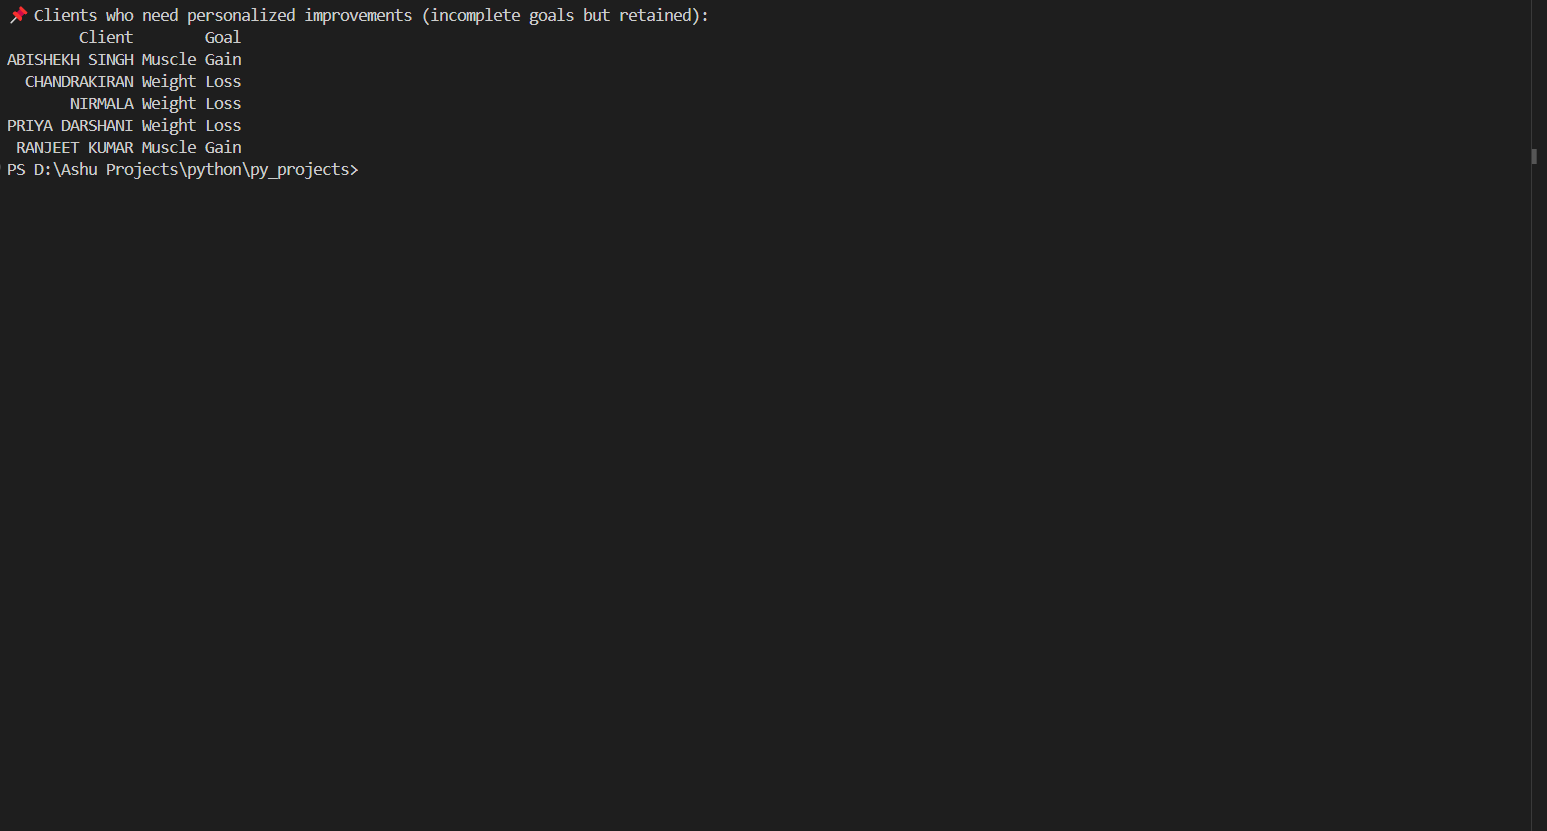 📌 Clients who need personalized improvements (incomplete goals but retained):
Client Goal
ABISHEKH SINGH Muscle Gain
CHANDRAKIRAN Weight Loss
NIRMALA Weight Loss
PRIYA DARSHANI Weight Loss
RANJEET KUMAR Muscle Gain
PS D:\Ashu Projects\python\py_projects>